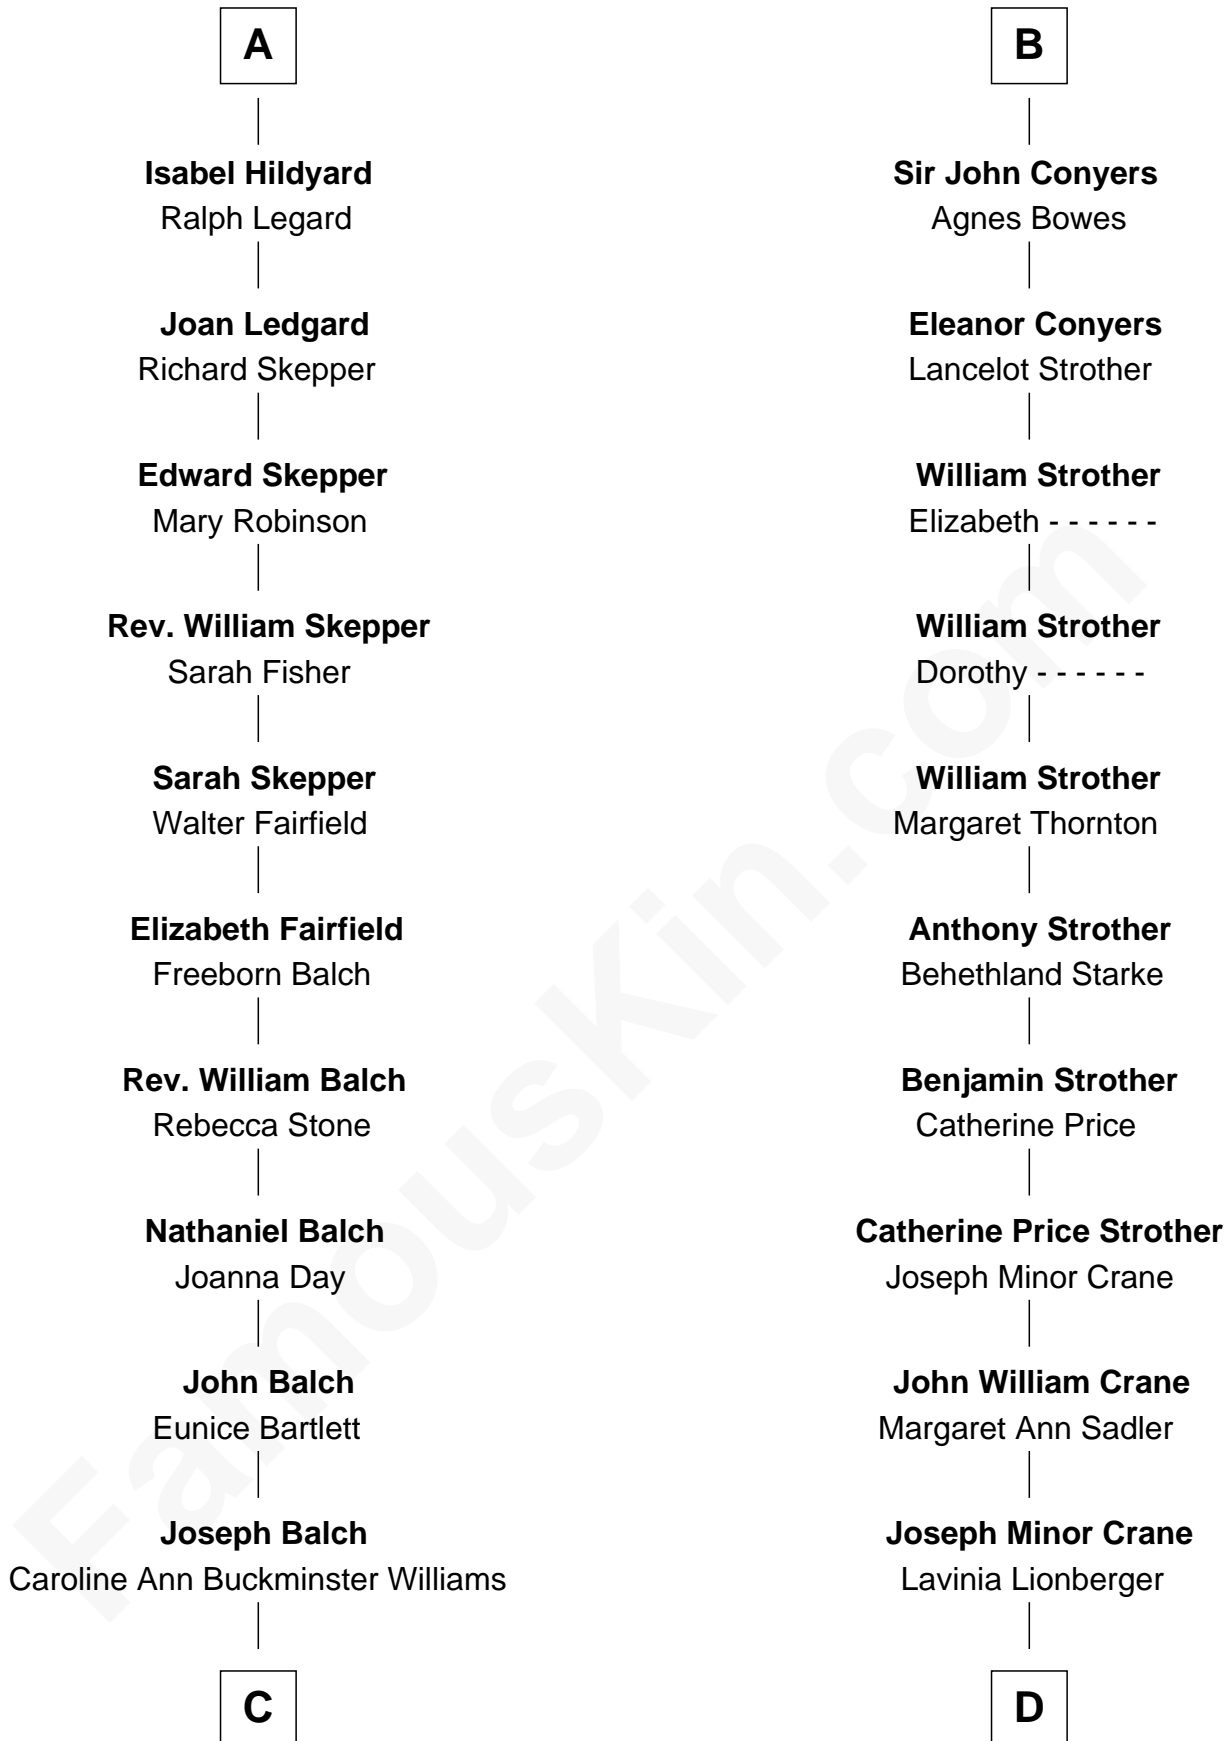 A
Isabel Hildyard
Ralph Legard
Joan Ledgard
Richard Skepper
Edward Skepper
Mary Robinson
Rev. William Skepper
Sarah Fisher
Sarah Skepper
Walter Fairfield
Elizabeth Fairfield
Freeborn Balch
Rev. William Balch
Rebecca Stone
Nathaniel Balch
Joanna Day
John Balch
Eunice Bartlett
Joseph Balch
Caroline Ann Buckminster Williams
C
B
Sir John Conyers
Agnes Bowes
Eleanor Conyers
Lancelot Strother
William Strother
Elizabeth - - - - - -
William Strother
Dorothy - - - - - -
William Strother
Margaret Thornton
Anthony Strother
Behethland Starke
Benjamin Strother
Catherine Price
Catherine Price Strother
Joseph Minor Crane
John William Crane
Margaret Ann Sadler
Joseph Minor Crane
Lavinia Lionberger
D
FamousKin.com